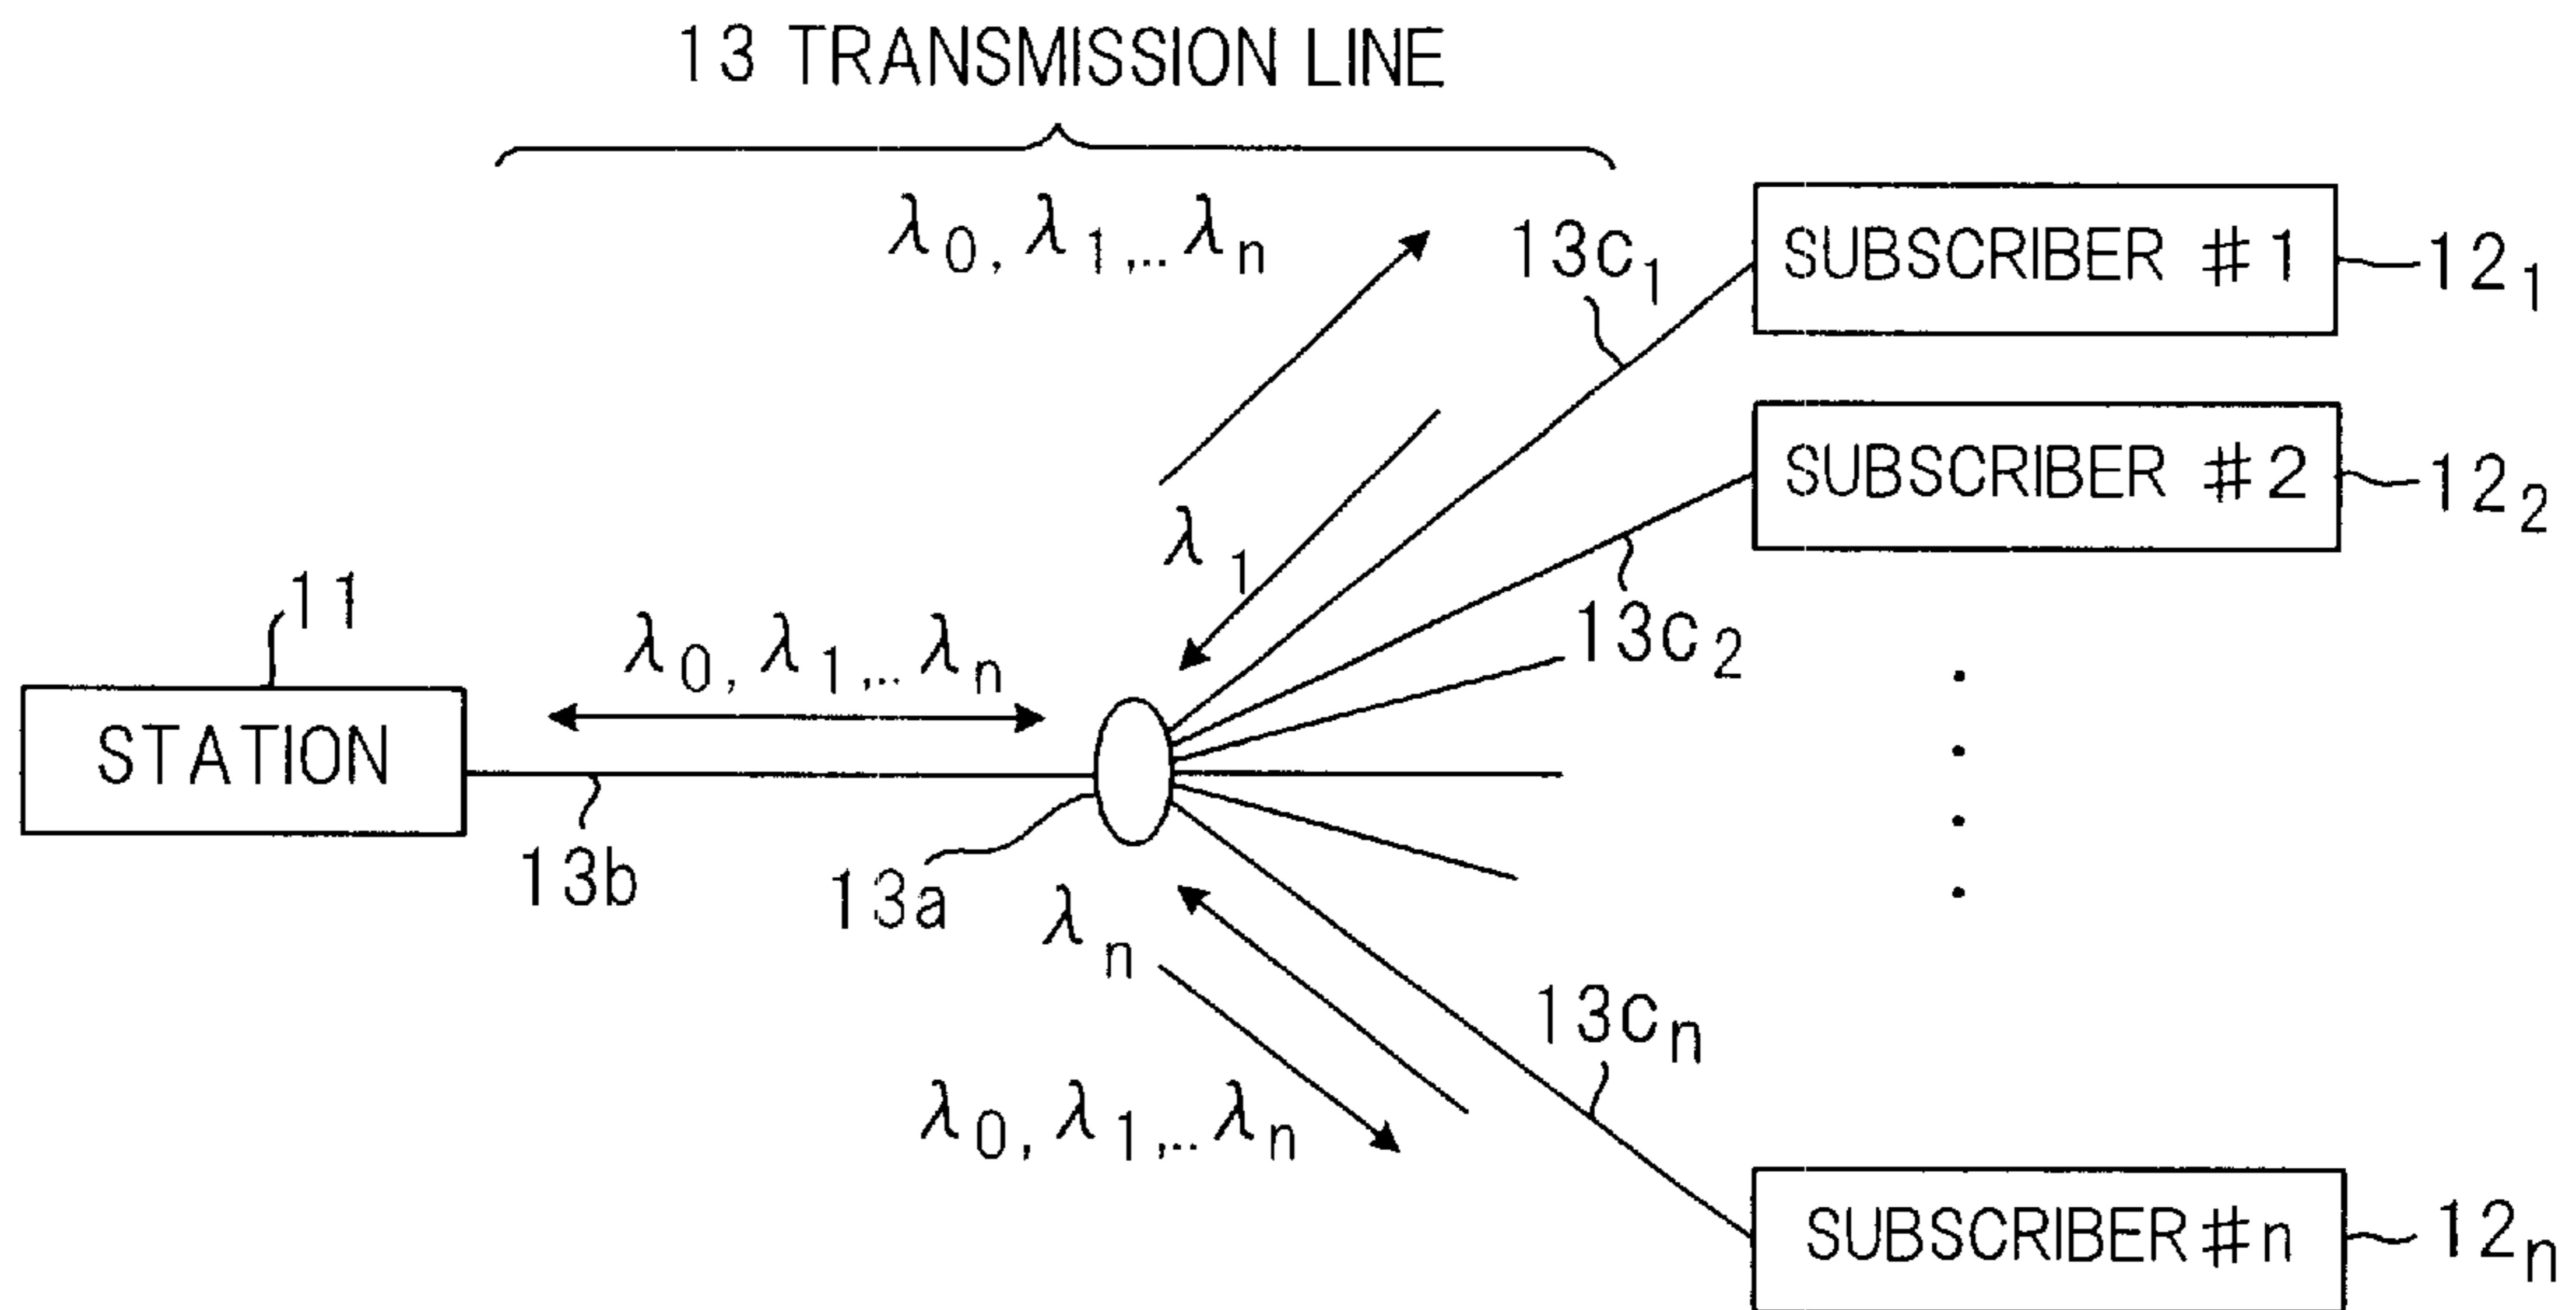 13 TRANSMISSION LINE
λ₀, λ₁,‥λₙ
13c₁
SUBSCRIBER #1
12₁
SUBSCRIBER #2
12₂
λ₁
13c₂
11
λ₀, λ₁,‥λₙ
STATION
13b
13a
λₙ
13cₙ
λ₀, λ₁,‥λₙ
SUBSCRIBER #n
12ₙ